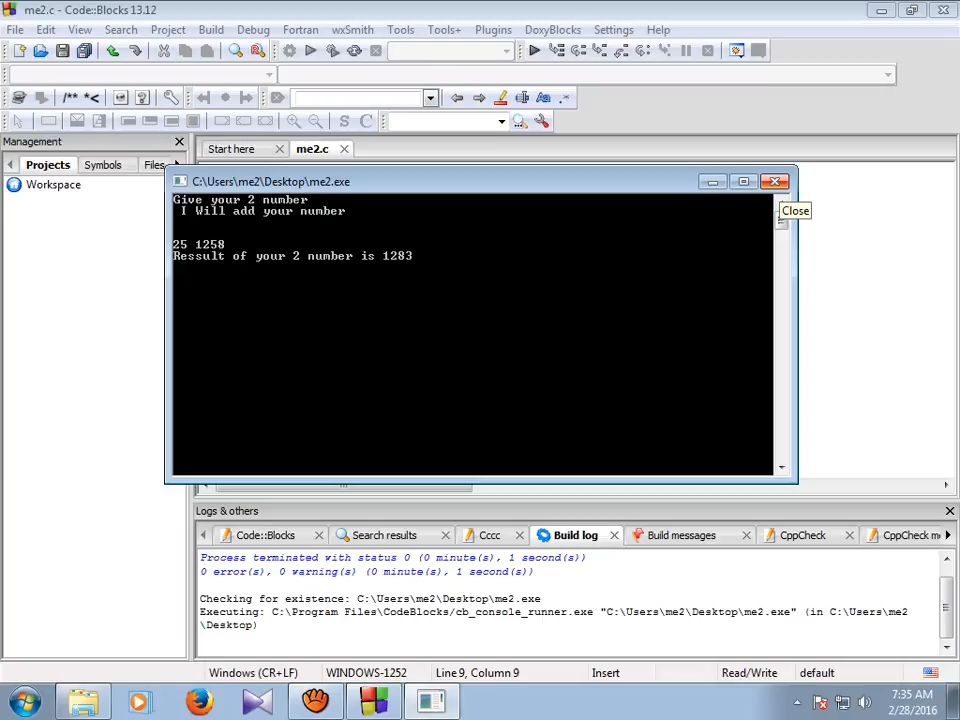 me2.c - Code::Blocks 13.12
File Edit View Search Project Build Debug Fortran wxSmith Tools Tools+ Plugins DoxyBlocks Settings Help
/** *<
S C
Management
Start here me2.c
Projects Symbols Files
Workspace
C:\Users\me2\Desktop\me2.exe
Close
Give your 2 number
I Will add your number
25 1258
Ressult of your 2 number is 1283
Logs & others
Code::Blocks Search results Cccc Build log Build messages CppCheck CppCheck me
Process terminated with status 0 (0 minute(s), 1 second(s))
0 error(s), 0 warning(s) (0 minute(s), 1 second(s))
Checking for existence: C:\Users\me2\Desktop\me2.exe
Executing: C:\Program Files\CodeBlocks/cb_console_runner.exe "C:\Users\me2\Desktop\me2.exe" (in C:\Users\me2
\Desktop)
Windows (CR+LF) WINDOWS-1252 Line 9, Column 9 Insert Read/Write default
7:35 AM
2/28/2016